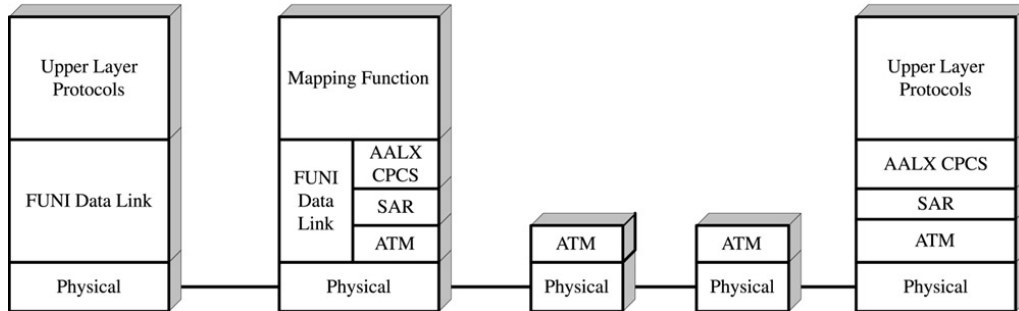 Upper Layer
Protocols
FUNI Data Link
Physical
Mapping Function
FUNI
Data
Link
AALX
CPCS
SAR
ATM
Physical
ATM
Physical
ATM
Physical
Upper Layer
Protocols
AALX CPCS
SAR
ATM
Physical